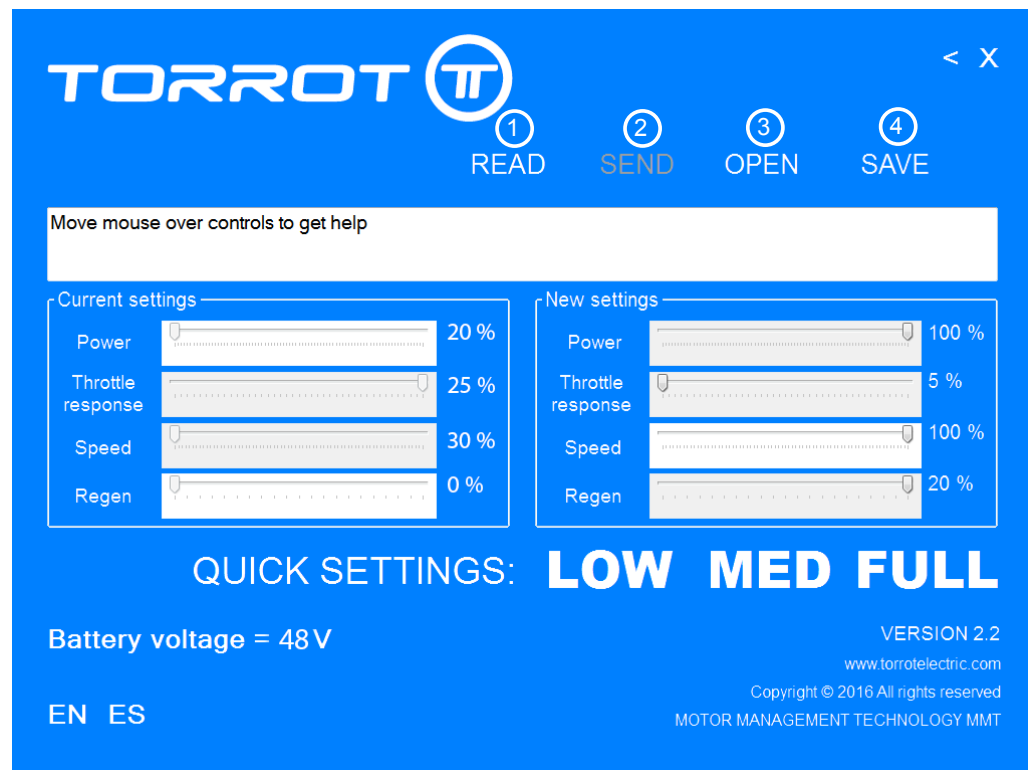 TORROT
< X
1 2 3 4
READ SEND OPEN SAVE
Move mouse over controls to get help
Current settings
Power 20 %
Throttle response 25 %
Speed 30 %
Regen 0 %
New settings
Power 100 %
Throttle response 5 %
Speed 100 %
Regen 20 %
QUICK SETTINGS: LOW MED FULL
Battery voltage = 48V
VERSION 2.2
www.torrotelectric.com
Copyright © 2016 All rights reserved
EN ES
MOTOR MANAGEMENT TECHNOLOGY MMT